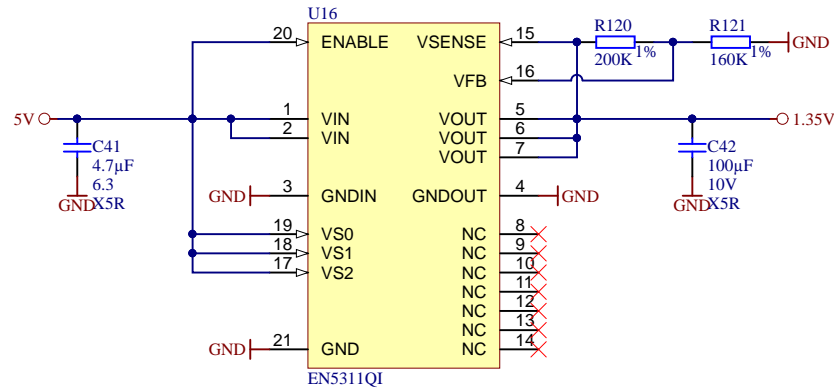 U16
20 ENABLE VSENSE 15 R120 R121 GND
200K 1% 160K 1%
VFB 16
5V 1 VIN VOUT 5 1.35V
2 VIN VOUT 6
VOUT 7
C41 C42
4.7µF 100µF
6.3 10V
GND X5R GND X5R
GND 3 GNDIN GNDOUT 4 GND
19 VS0 NC 8
18 VS1 NC 9
17 VS2 NC 10
NC 11
NC 12
NC 13
GND 21 GND NC 14
EN5311QI